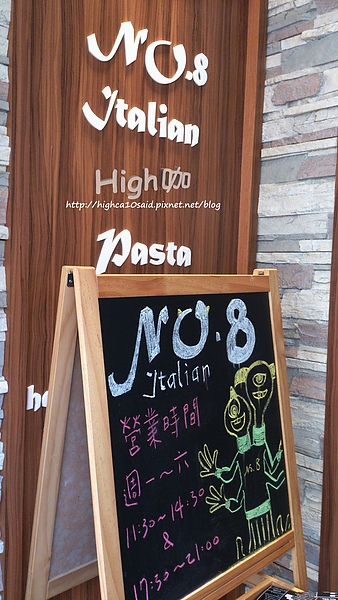 NO.8
Italian
High咖
http://highca10said.pixnet.net/blog
Pasta
NO.8
Italian
營業時間
週一～六
11:30～14:30
&
17:30～21:00
NO.8